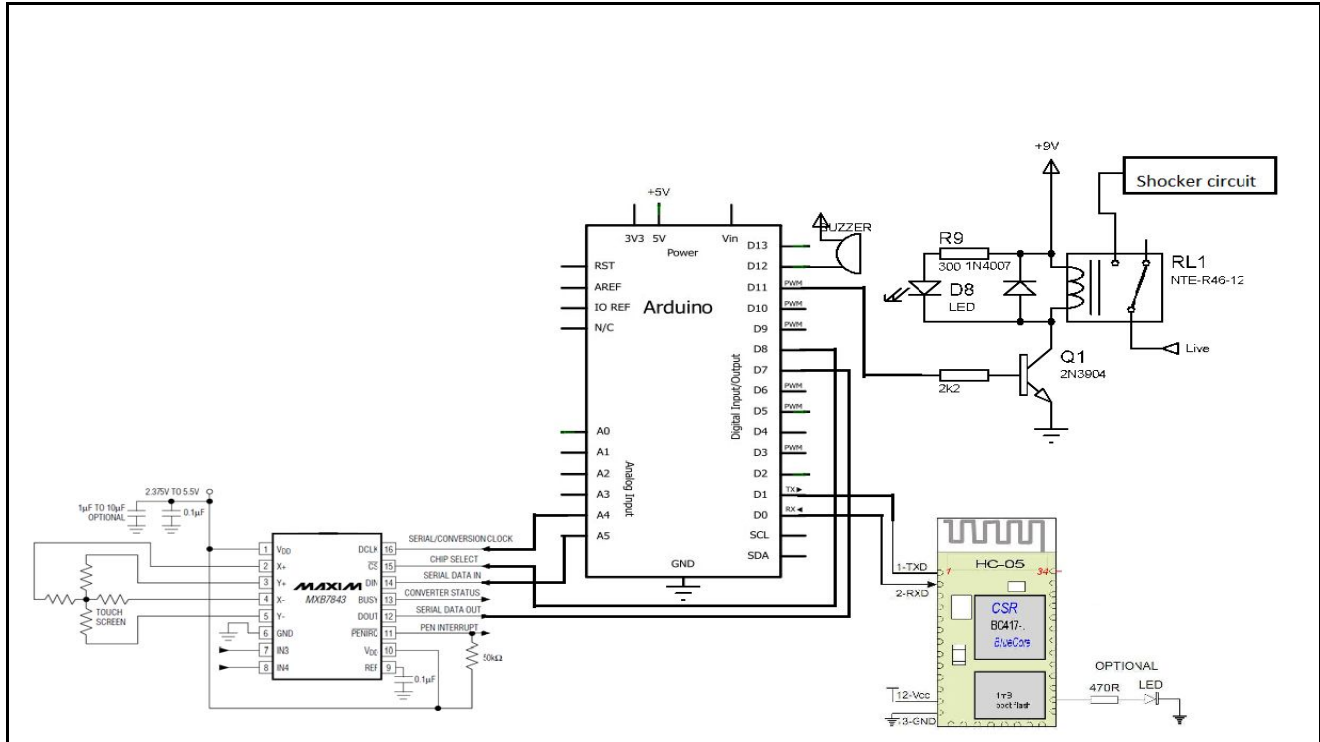 +9V
Shocker circuit
+5V
BUZZER
3V3 5V Vin
Power
D13
D12
PWM D11
PWM D10
PWM D9
D8
D7
PWM D6
PWM D5
D4
PWM D3
D2
TX D1
RX D0
SCL
SDA
RST
AREF
IO REF
N/C
Arduino
Digital Input/Output
A0
A1
A2
A3
A4
A5
Analog Input
GND
R9
300 1N4007
D8
LED
RL1
NTE-R46-12
Live
Q1
2N3904
2k2
2.375V TO 5.5V
1µF TO 10µF
OPTIONAL
0.1µF
SERIAL/CONVERSION CLOCK
CHIP SELECT
SERIAL DATA IN
CONVERTER STATUS
SERIAL DATA OUT
PEN INTERRUPT
1 VDD DCLK 16
2 X+ CS 15
3 Y+ DIN 14
MAXIM
MXB7843
4 X- BUSY 13
5 Y- DOUT 12
6 GND PENIRQ 11
7 IN3 VDD 10
8 IN4 REF 9
TOUCH
SCREEN
50kΩ
0.1µF
HC-05
1-TXD
2-RXD
1
34
CSR
BC417-.
BlueCore
12-Vcc
OPTIONAL
470R LED